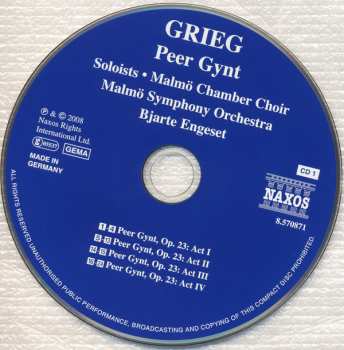 GRIEG
Peer Gynt
Soloists • Malmö Chamber Choir
Malmö Symphony Orchestra
Bjarte Engeset
℗ & © 2008
Naxos Rights
International Ltd.
GEMA
MADE IN
GERMANY
CD 1
NAXOS
8.570871
1-4 Peer Gynt, Op. 23: Act I
Peer Gynt, Op. 23: Act II
Peer Gynt, Op. 23: Act III
Peer Gynt, Op. 23: Act IV
ALL RIGHTS RESERVED. UNAUTHORISED PUBLIC PERFORMANCE, BROADCASTING AND COPYING OF THIS COMPACT DISC PROHIBITED.